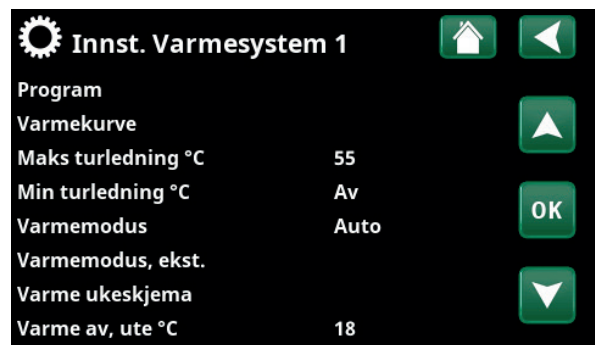 Innst. Varmesystem 1
Program
Varmekurve
Maks turledning °C 55
Min turledning °C Av
Varmemodus Auto
OK
Varmemodus, ekst.
Varme ukeskjema
Varme av, ute °C 18